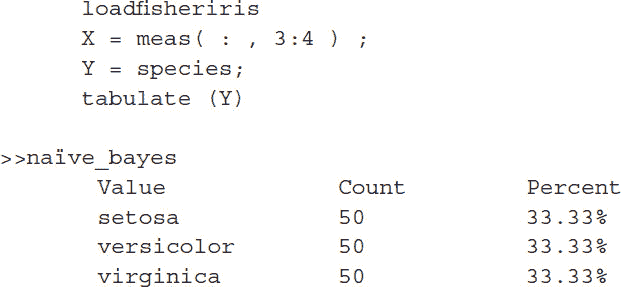 loadfisheriris
X = meas( : , 3:4 ) ;
Y = species;
tabulate (Y)
>>naïve_bayes
Value Count Percent
setosa 50 33.33%
versicolor 50 33.33%
virginica 50 33.33%